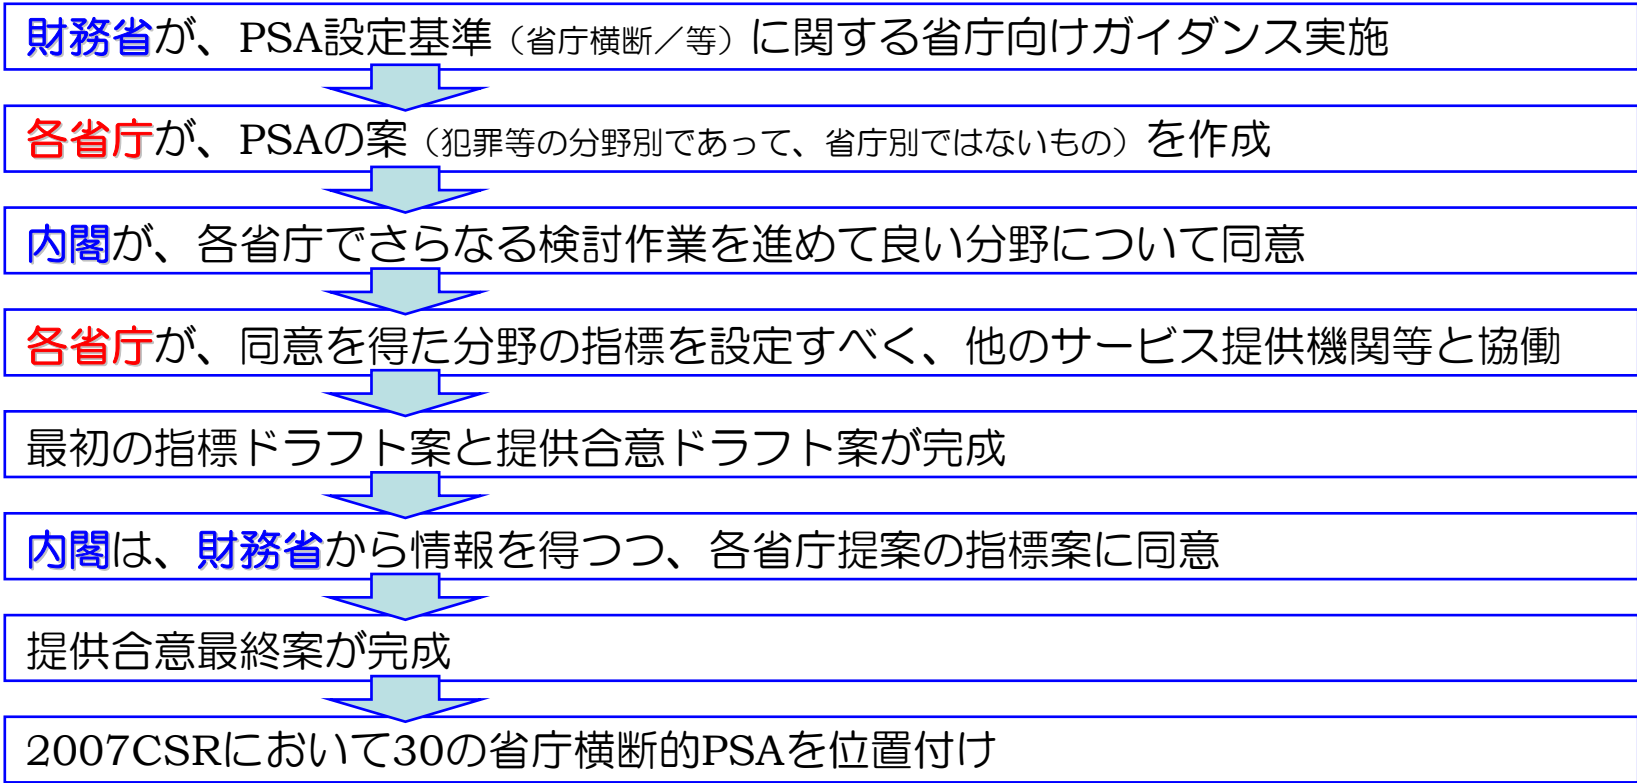 財務省が、PSA設定基準（省庁横断／等）に関する省庁向けガイダンス実施
各省庁が、PSAの案（犯罪等の分野別であって、省庁別ではないもの）を作成
内閣が、各省庁でさらなる検討作業を進めて良い分野について同意
各省庁が、同意を得た分野の指標を設定すべく、他のサービス提供機関等と協働
最初の指標ドラフト案と提供合意ドラフト案が完成
内閣は、財務省から情報を得つつ、各省庁提案の指標案に同意
提供合意最終案が完成
2007CSRにおいて30の省庁横断的PSAを位置付け